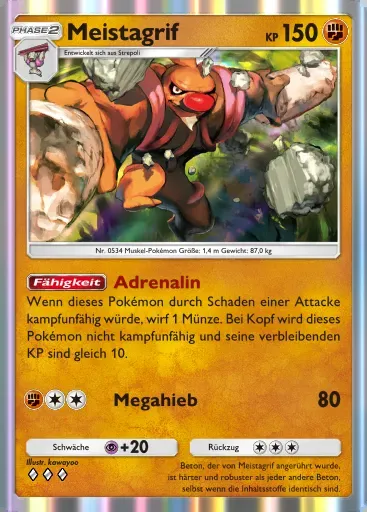 PHASE 2 Meistagrif KP 150
Entwickelt sich aus Strepoli
Nr. 0534 Muskel-Pokémon Größe: 1,4 m Gewicht: 87,0 kg
Fähigkeit Adrenalin
Wenn dieses Pokémon durch Schaden einer Attacke
kampfunfähig würde, wirf 1 Münze. Bei Kopf wird dieses
Pokémon nicht kampfunfähig und seine verbleibenden
KP sind gleich 10.
Megahieb 80
Schwäche +20 Rückzug
Illustr. kawayoo
Beton, der von Meistagrif angerührt wurde,
ist härter und robuster als jeder andere Beton,
selbst wenn die Inhaltsstoffe identisch sind.